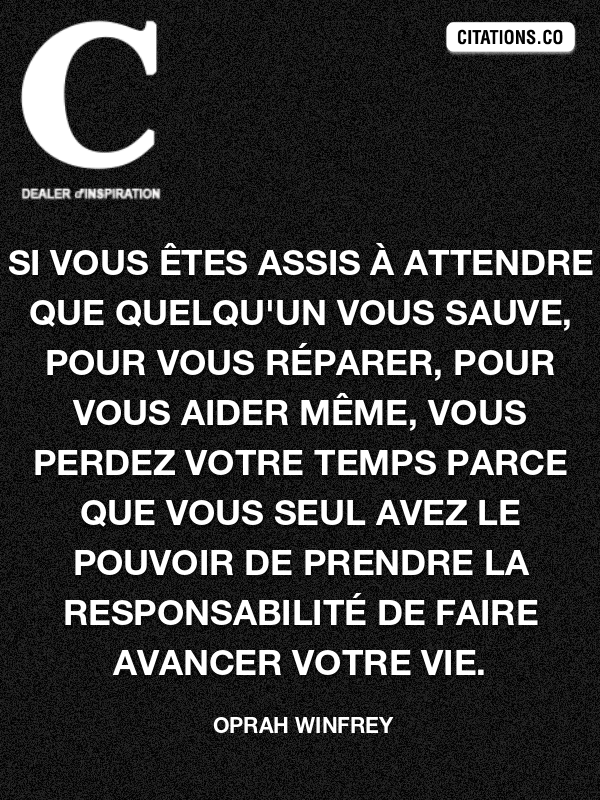 C
CITATIONS.CO
DEALER d'INSPIRATION
SI VOUS ÊTES ASSIS À ATTENDRE
QUE QUELQU'UN VOUS SAUVE,
POUR VOUS RÉPARER, POUR
VOUS AIDER MÊME, VOUS
PERDEZ VOTRE TEMPS PARCE
QUE VOUS SEUL AVEZ LE
POUVOIR DE PRENDRE LA
RESPONSABILITÉ DE FAIRE
AVANCER VOTRE VIE.
OPRAH WINFREY